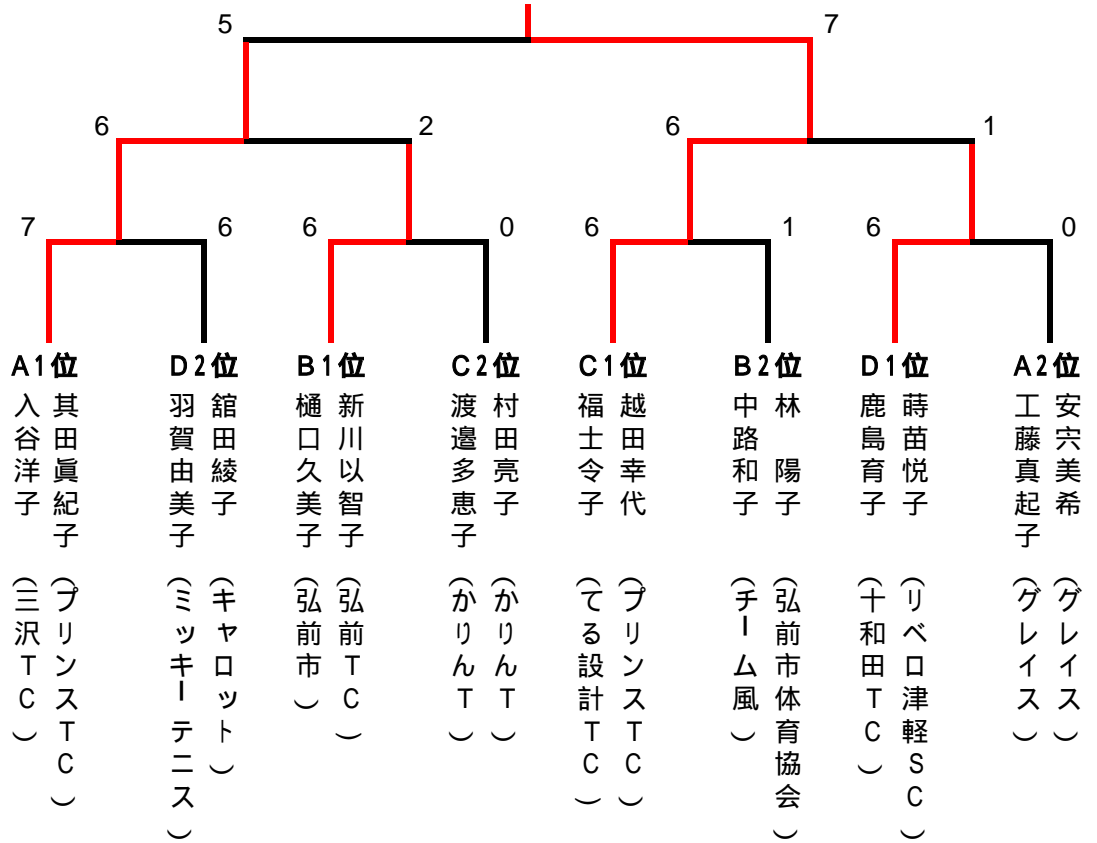 5 7
6 2 6 1
7 6 6 0 6 1 6 0
A1位 D2位 B1位 C2位 C1位 B2位 D1位 A2位
其田眞紀子(プリンスTC)
入谷洋子(三沢TC)
舘田綾子(キャロット)
羽賀由美子(ミッキーテニス)
新川以智子(弘前TC)
樋口久美子(弘前市)
村田亮子(かりんT)
渡邉多恵子(かりんT)
越田幸代(プリンスTC)
福士令子(てる設計TC)
林 陽子(弘前市体育協会)
中路和子(チーム風)
蒔苗悦子(リベロ津軽SC)
鹿島育子(十和田TC)
安宍美希(グレイス)
工藤真起子(グレイス)